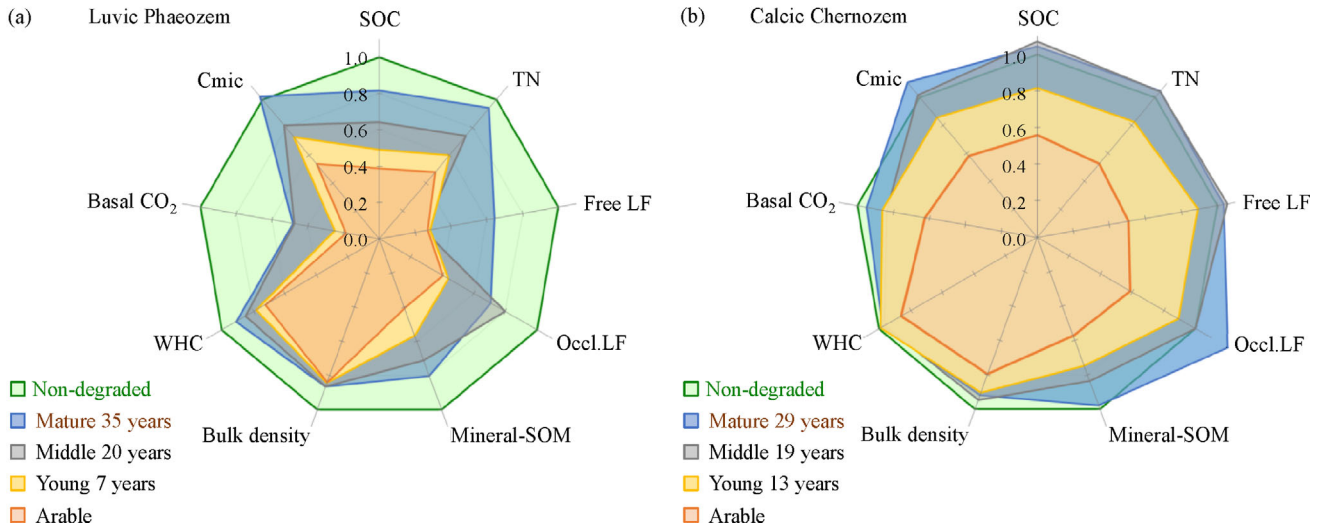 (a) Luvic Phaeozem
SOC
TN
Free LF
Occl.LF
Mineral-SOM
Bulk density
WHC
Basal CO₂
Cmic
1.0
0.8
0.6
0.4
0.2
0.0
Non-degraded
Mature 35 years
Middle 20 years
Young 7 years
Arable
(b) Calcic Chernozem
SOC
TN
Free LF
Occl.LF
Mineral-SOM
Bulk density
WHC
Basal CO₂
Cmic
1.0
0.8
0.6
0.4
0.2
0.0
Non-degraded
Mature 29 years
Middle 19 years
Young 13 years
Arable